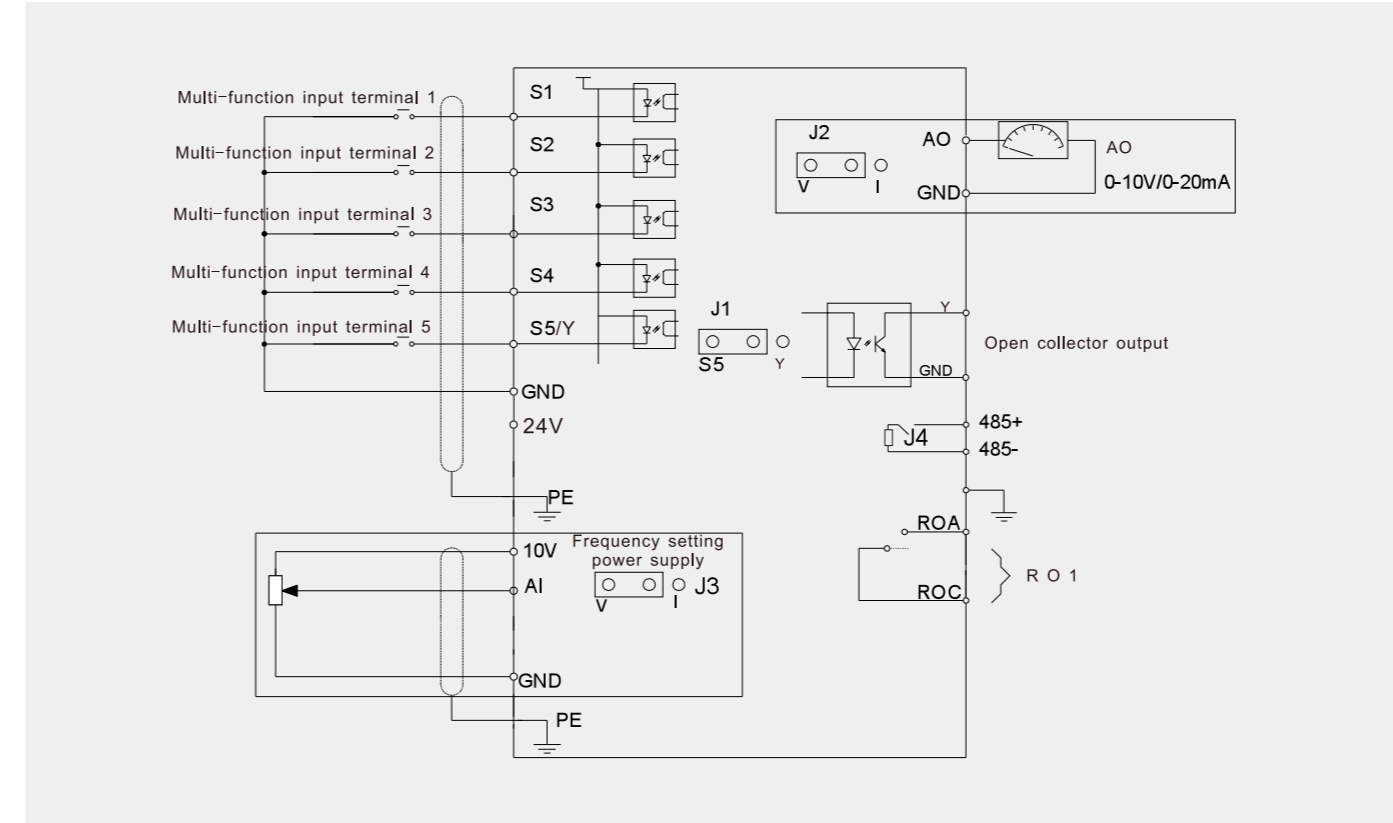 Multi-function input terminal 1
S1
Multi-function input terminal 2
S2
Multi-function input terminal 3
S3
Multi-function input terminal 4
S4
Multi-function input terminal 5
S5/Y
GND
24V
PE
J2
V I
AO
GND
AO
0-10V/0-20mA
J1
S5 Y
Y
GND
Open collector output
J4
485+
485-
ROA
ROC
RO1
10V
Frequency setting
power supply
AI
J3
V I
GND
PE